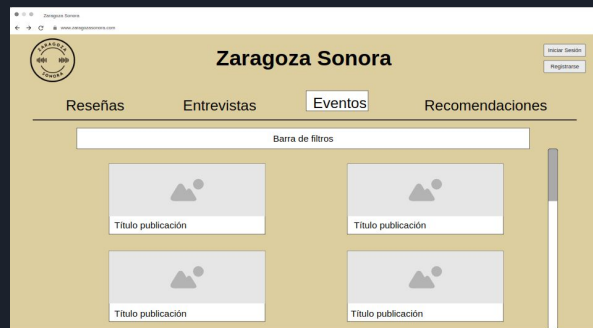 Zaragoza Sonora
www.zaragozasonora.com
ZARAGOZA
SONORA
Zaragoza Sonora
Iniciar Sesión
Registrarse
Reseñas
Entrevistas
Eventos
Recomendaciones
Barra de filtros
Título publicación
Título publicación
Título publicación
Título publicación